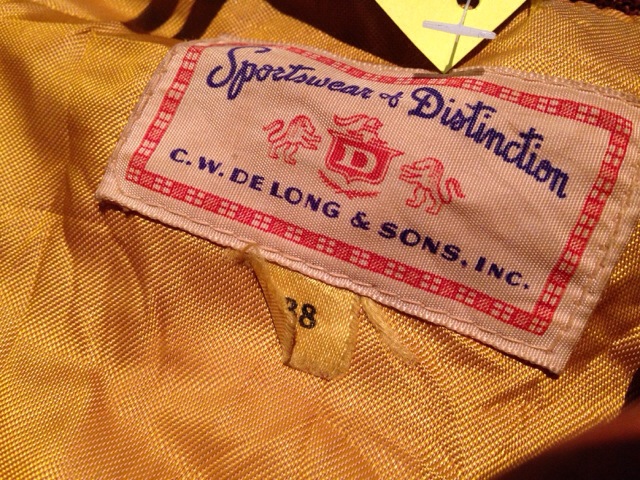 Sportswear of Distinction
D
C.W. DE LONG & SONS, INC.
38